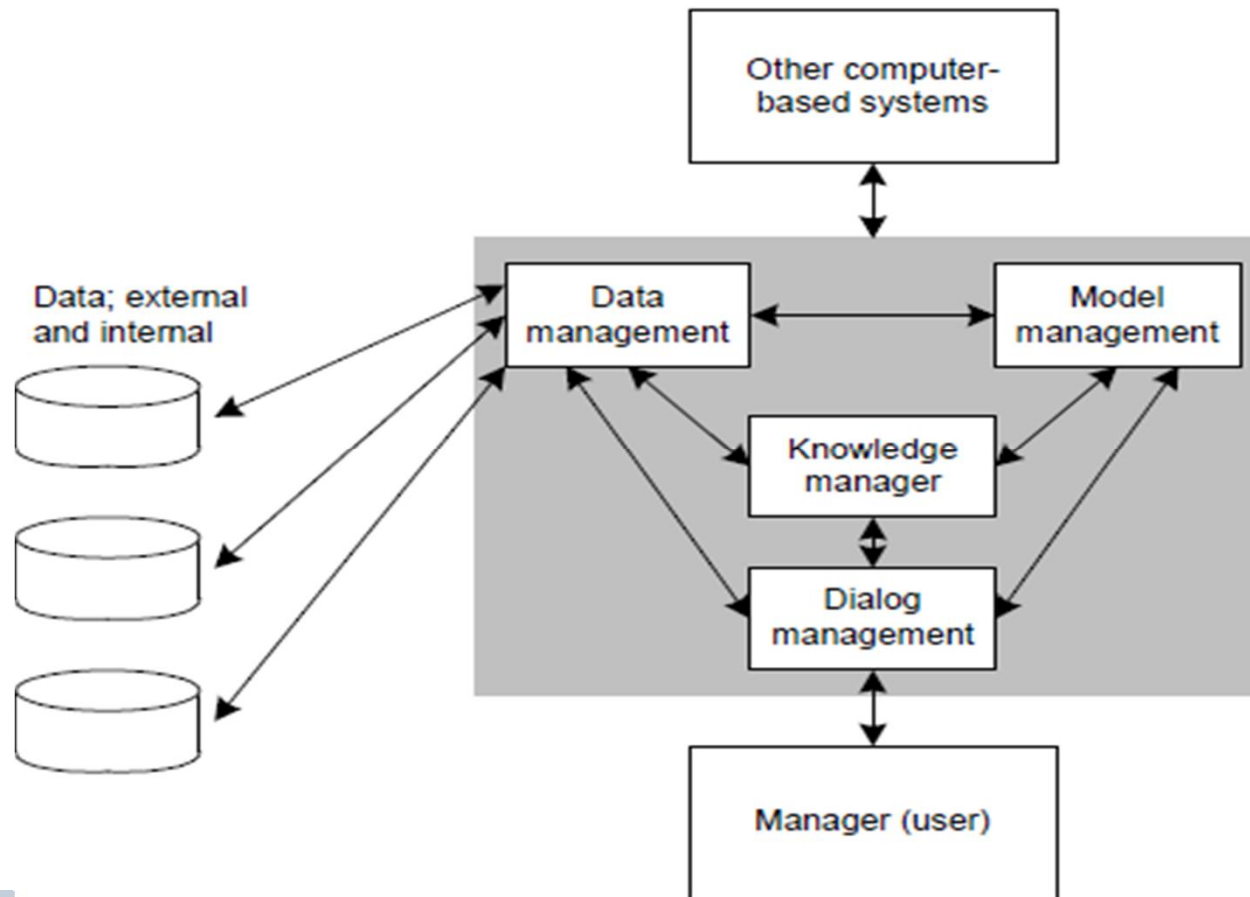 Other computer-
based systems
Data; external
and internal
Data
management
Model
management
Knowledge
manager
Dialog
management
Manager (user)